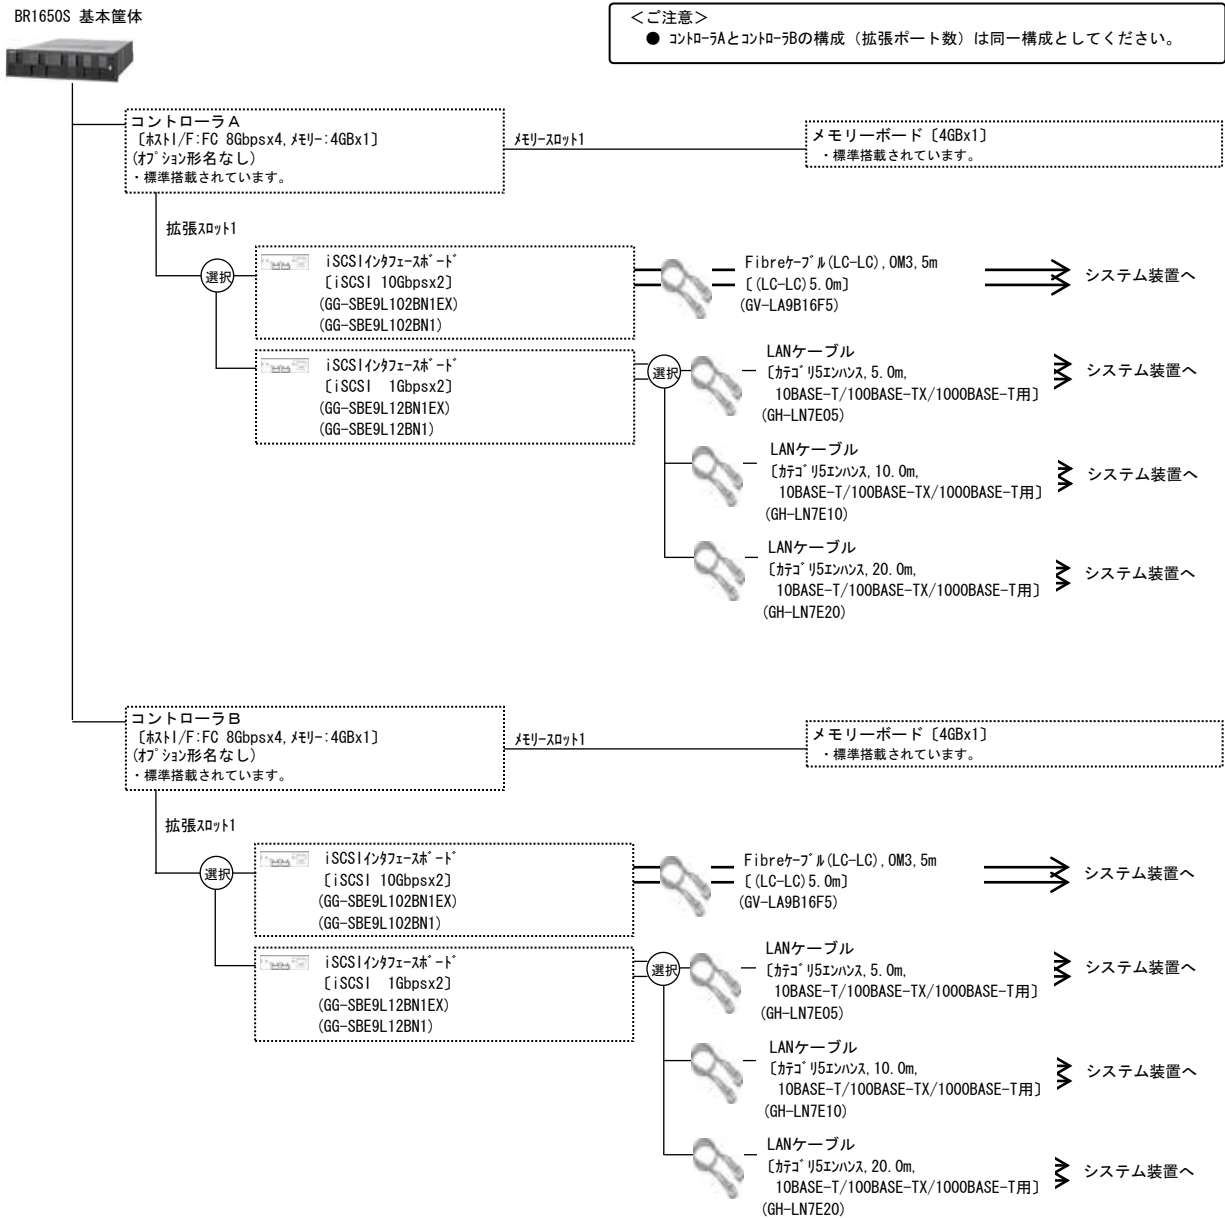 BR1650S 基本筐体
＜ご注意＞
● ｺﾝﾄﾛｰﾗAとｺﾝﾄﾛｰﾗBの構成（拡張ポート数）は同一構成としてください。
コントローラA
〔ﾎｽﾄI/F:FC 8Gbpsx4,ﾒﾓﾘｰ:4GBx1〕
(ｵﾌﾟｼｮﾝ形名なし)
・標準搭載されています。
ﾒﾓﾘｰｽﾛｯﾄ1
メモリーボード〔4GBx1〕
・標準搭載されています。
拡張ｽﾛｯﾄ1
選択
iSCSIｲﾝﾀﾌｪｰｽﾎﾞｰﾄﾞ
〔iSCSI 10Gbpsx2〕
(GG-SBE9L102BN1EX)
(GG-SBE9L102BN1)
Fibreｹｰﾌﾞﾙ(LC-LC),OM3,5m
〔(LC-LC)5.0m〕
(GV-LA9B16F5)
システム装置へ
iSCSIｲﾝﾀﾌｪｰｽﾎﾞｰﾄﾞ
〔iSCSI 1Gbpsx2〕
(GG-SBE9L12BN1EX)
(GG-SBE9L12BN1)
選択
LANケーブル
〔ｶﾃｺﾞﾘ5ｴﾝﾊﾝｽ,5.0m,
10BASE-T/100BASE-TX/1000BASE-T用〕
(GH-LN7E05)
システム装置へ
LANケーブル
〔ｶﾃｺﾞﾘ5ｴﾝﾊﾝｽ,10.0m,
10BASE-T/100BASE-TX/1000BASE-T用〕
(GH-LN7E10)
システム装置へ
LANケーブル
〔ｶﾃｺﾞﾘ5ｴﾝﾊﾝｽ,20.0m,
10BASE-T/100BASE-TX/1000BASE-T用〕
(GH-LN7E20)
システム装置へ
コントローラB
〔ﾎｽﾄI/F:FC 8Gbpsx4,ﾒﾓﾘｰ:4GBx1〕
(ｵﾌﾟｼｮﾝ形名なし)
・標準搭載されています。
ﾒﾓﾘｰｽﾛｯﾄ1
メモリーボード〔4GBx1〕
・標準搭載されています。
拡張ｽﾛｯﾄ1
選択
iSCSIｲﾝﾀﾌｪｰｽﾎﾞｰﾄﾞ
〔iSCSI 10Gbpsx2〕
(GG-SBE9L102BN1EX)
(GG-SBE9L102BN1)
Fibreｹｰﾌﾞﾙ(LC-LC),OM3,5m
〔(LC-LC)5.0m〕
(GV-LA9B16F5)
システム装置へ
iSCSIｲﾝﾀﾌｪｰｽﾎﾞｰﾄﾞ
〔iSCSI 1Gbpsx2〕
(GG-SBE9L12BN1EX)
(GG-SBE9L12BN1)
選択
LANケーブル
〔ｶﾃｺﾞﾘ5ｴﾝﾊﾝｽ,5.0m,
10BASE-T/100BASE-TX/1000BASE-T用〕
(GH-LN7E05)
システム装置へ
LANケーブル
〔ｶﾃｺﾞﾘ5ｴﾝﾊﾝｽ,10.0m,
10BASE-T/100BASE-TX/1000BASE-T用〕
(GH-LN7E10)
システム装置へ
LANケーブル
〔ｶﾃｺﾞﾘ5ｴﾝﾊﾝｽ,20.0m,
10BASE-T/100BASE-TX/1000BASE-T用〕
(GH-LN7E20)
システム装置へ